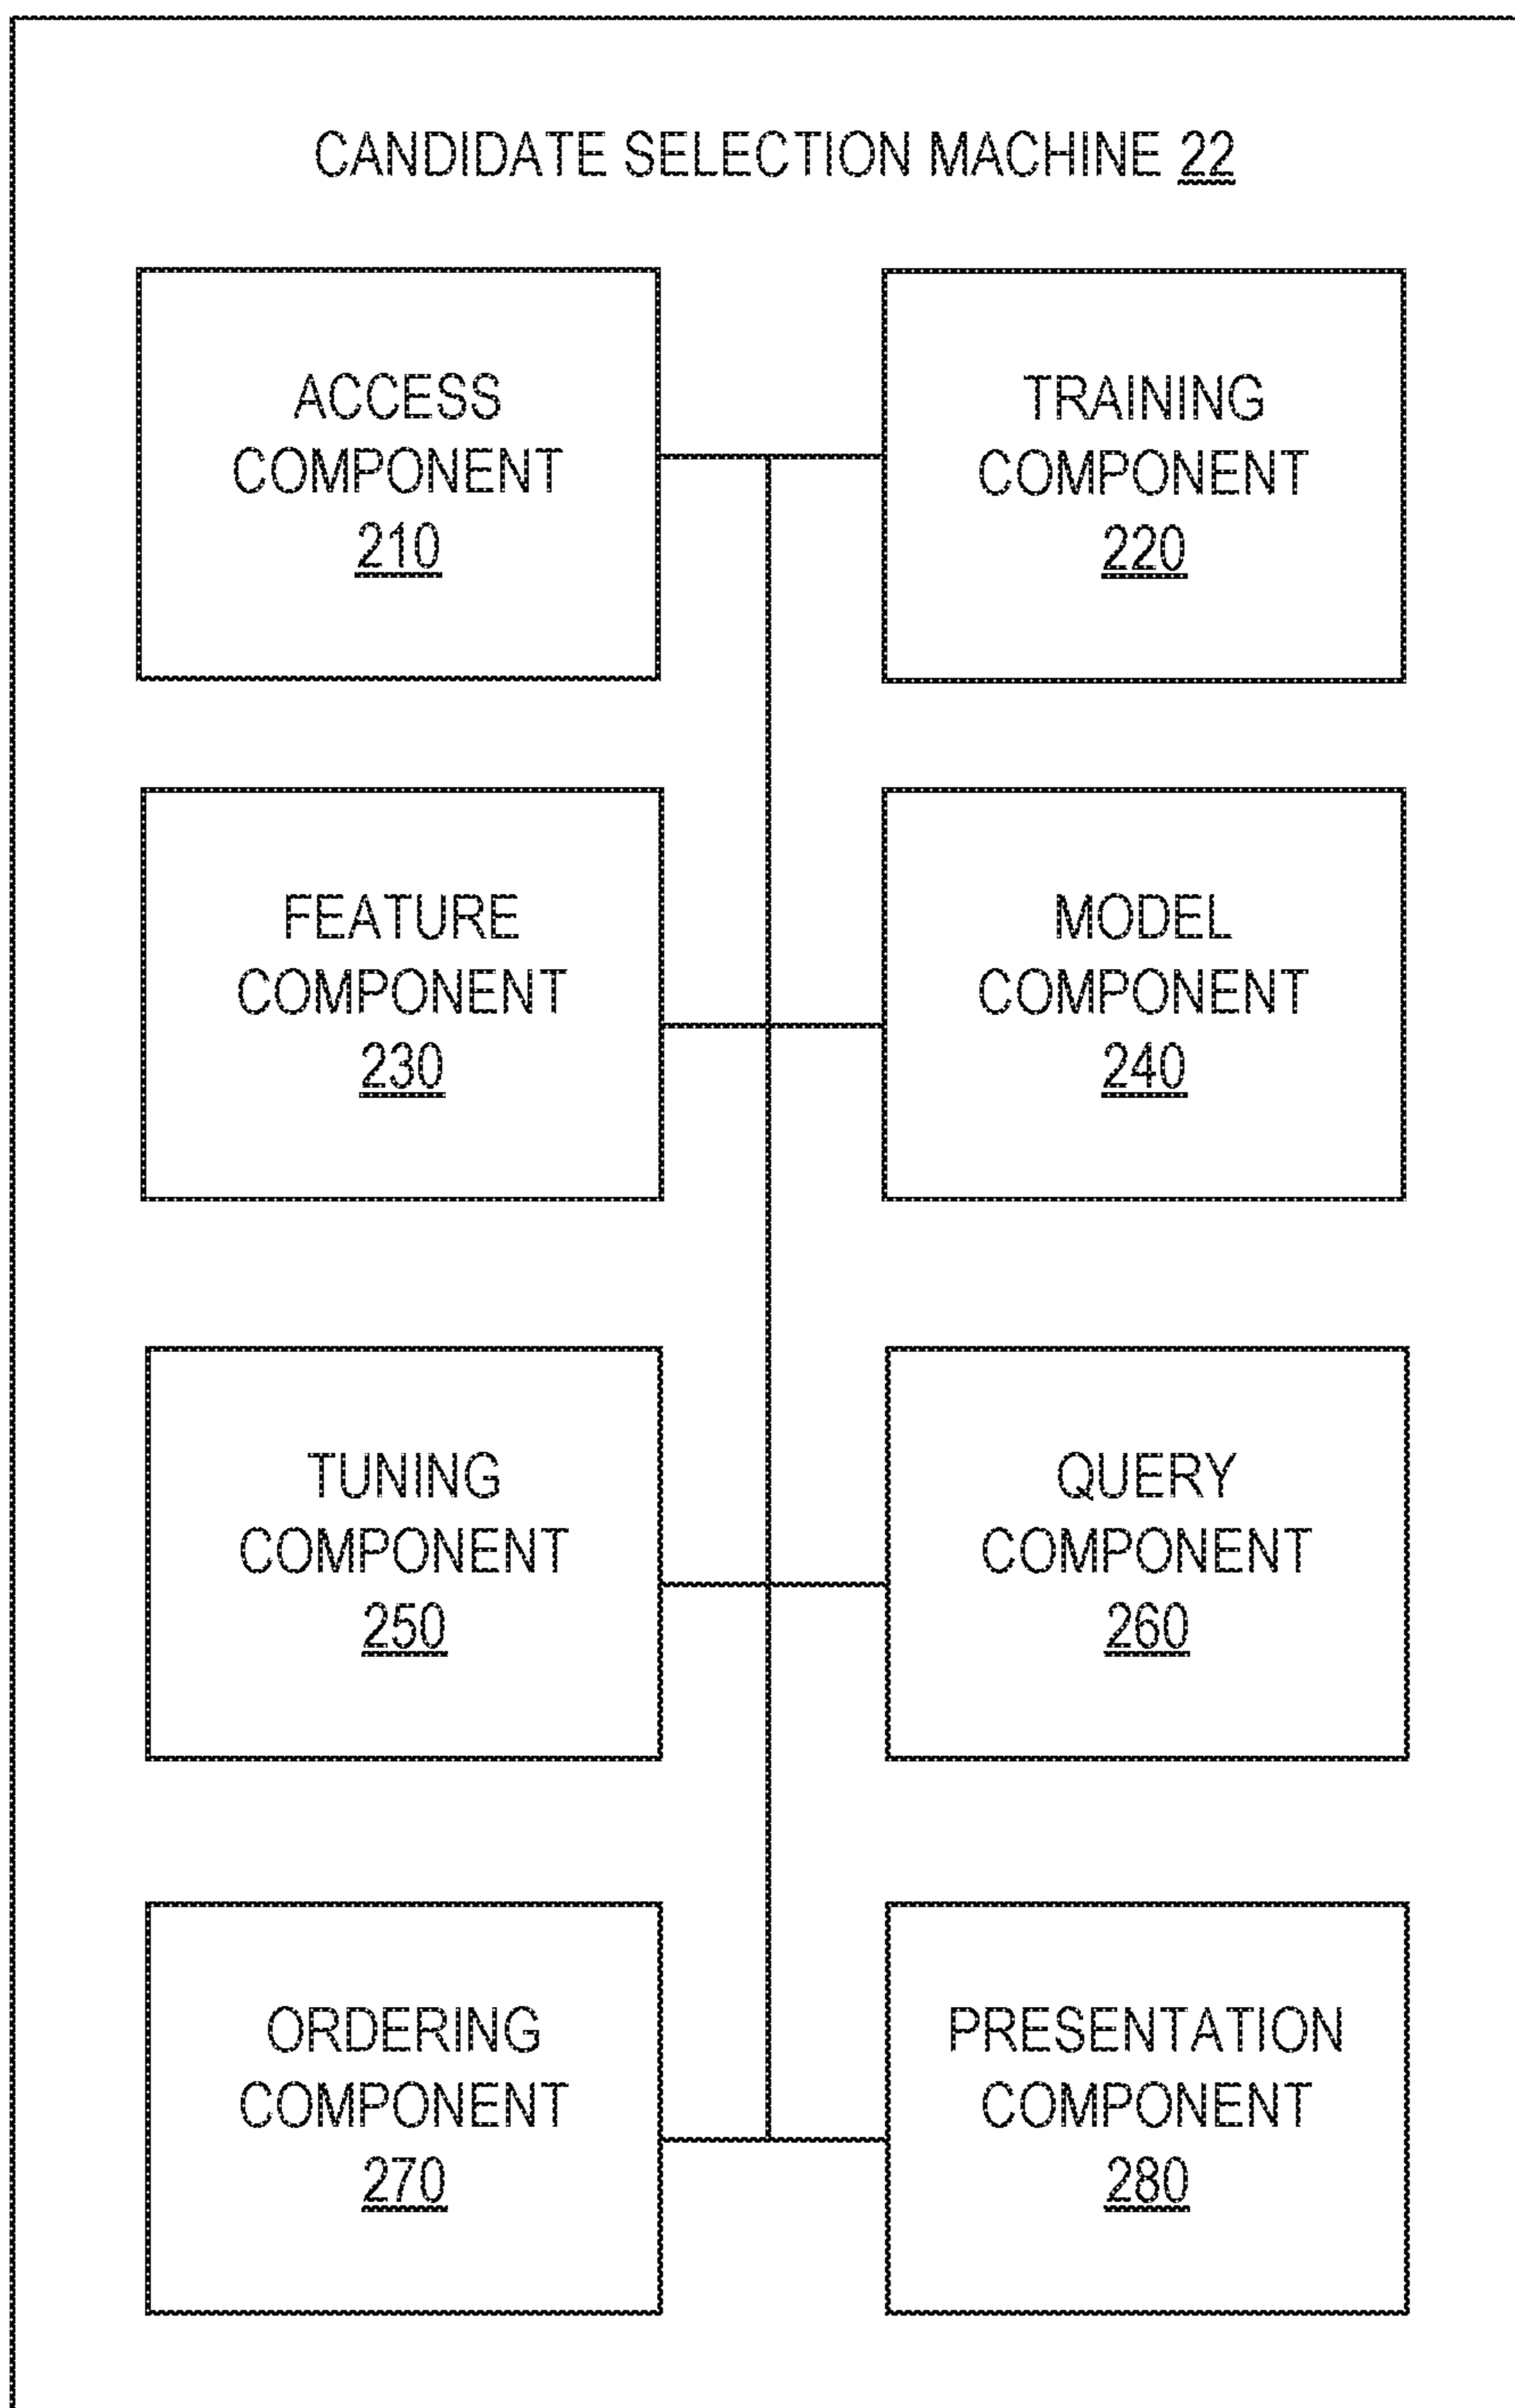 CANDIDATE SELECTION MACHINE 22
ACCESS
COMPONENT
210
TRAINING
COMPONENT
220
FEATURE
COMPONENT
230
MODEL
COMPONENT
240
TUNING
COMPONENT
250
QUERY
COMPONENT
260
ORDERING
COMPONENT
270
PRESENTATION
COMPONENT
280